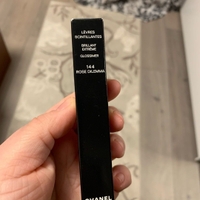 LÈVRES
SCINTILLANTES
BRILLANT
EXTRÊME
GLOSSIMER
144
ROSE DILEMMA
CHANEL